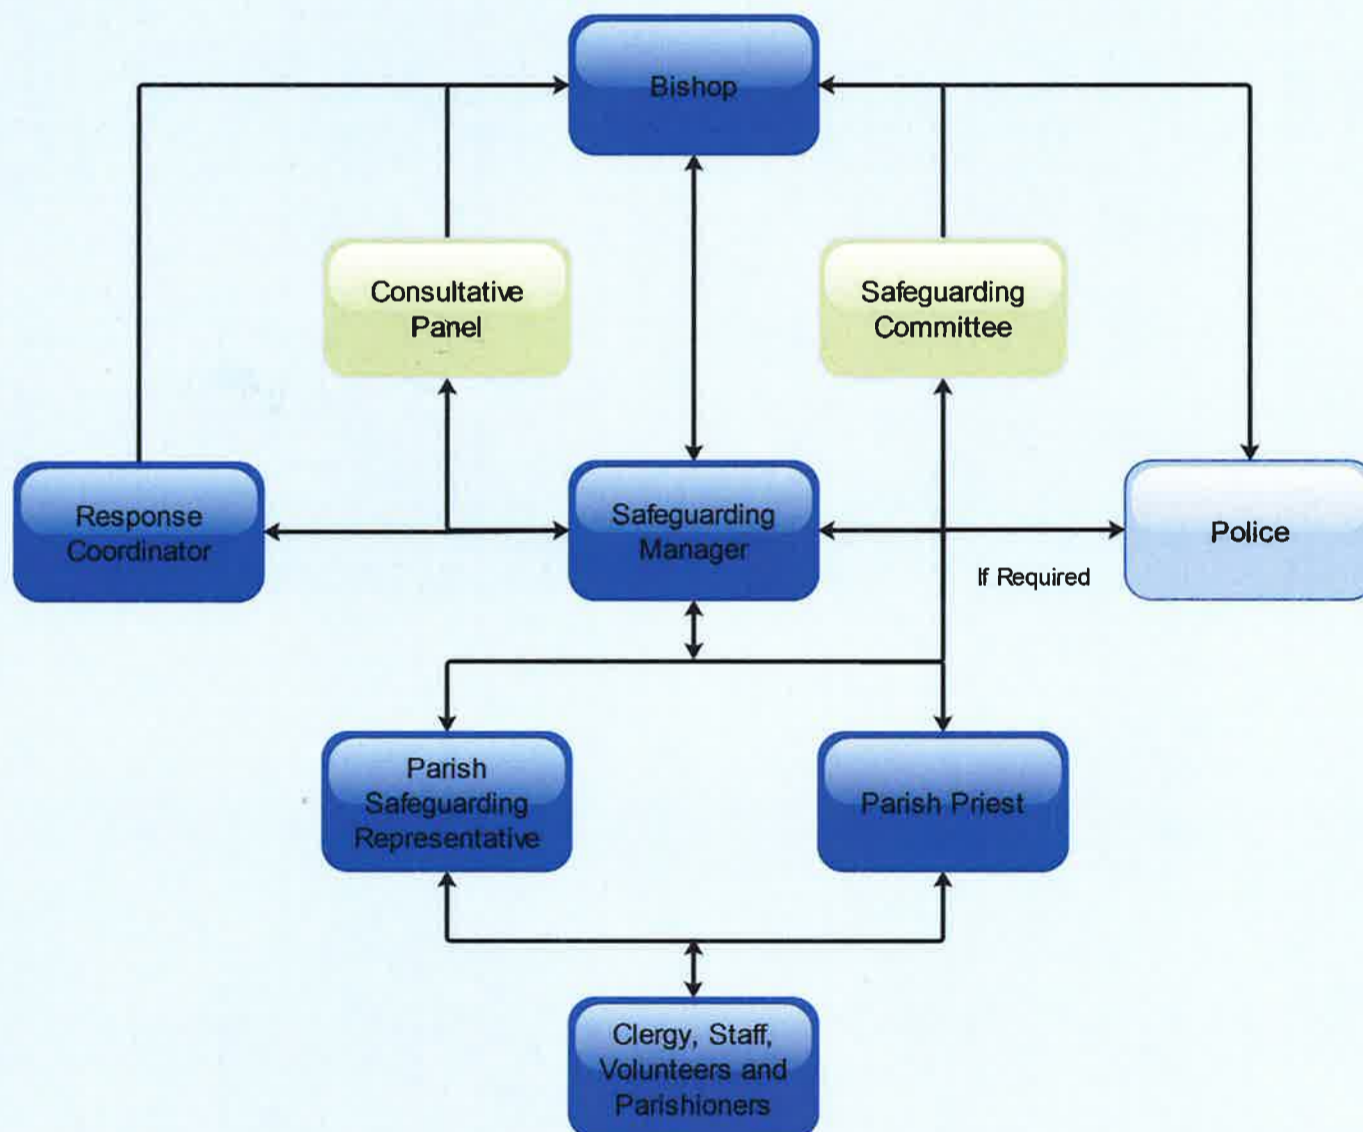 Bishop
Consultative
Panel
Safeguarding
Committee
Response
Coordinator
Safeguarding
Manager
Police
If Required
Parish
Safeguarding
Representative
Parish Priest
Clergy, Staff,
Volunteers and
Parishioners